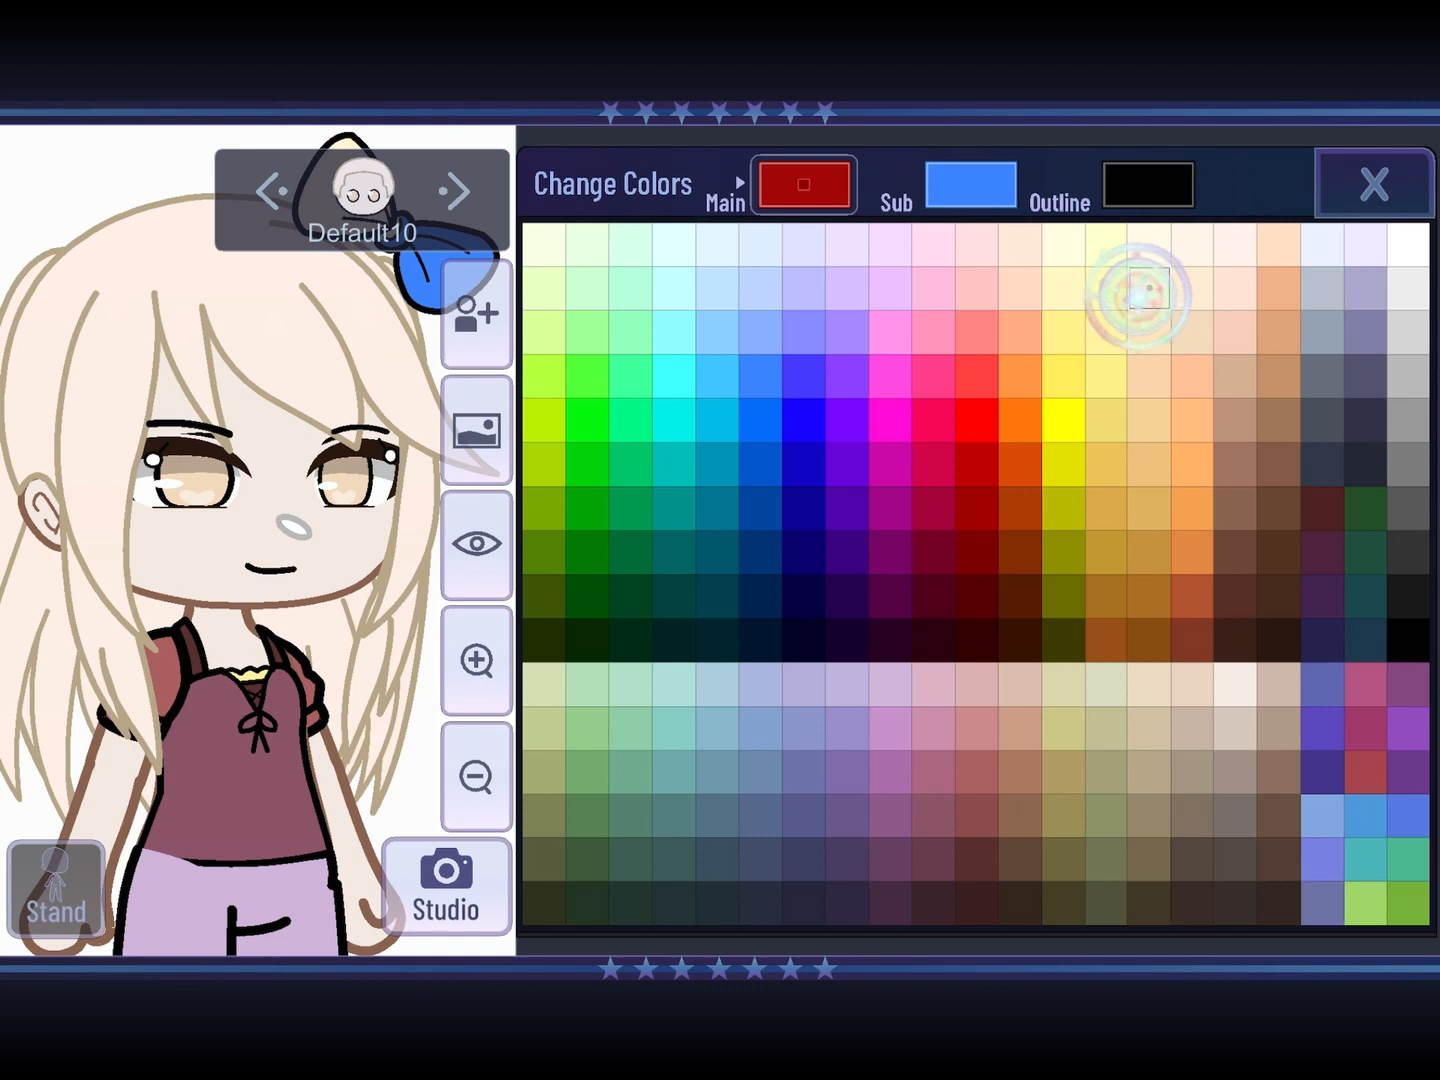 Default10
Change Colors
Main
Sub
Outline
X
Stand
Studio